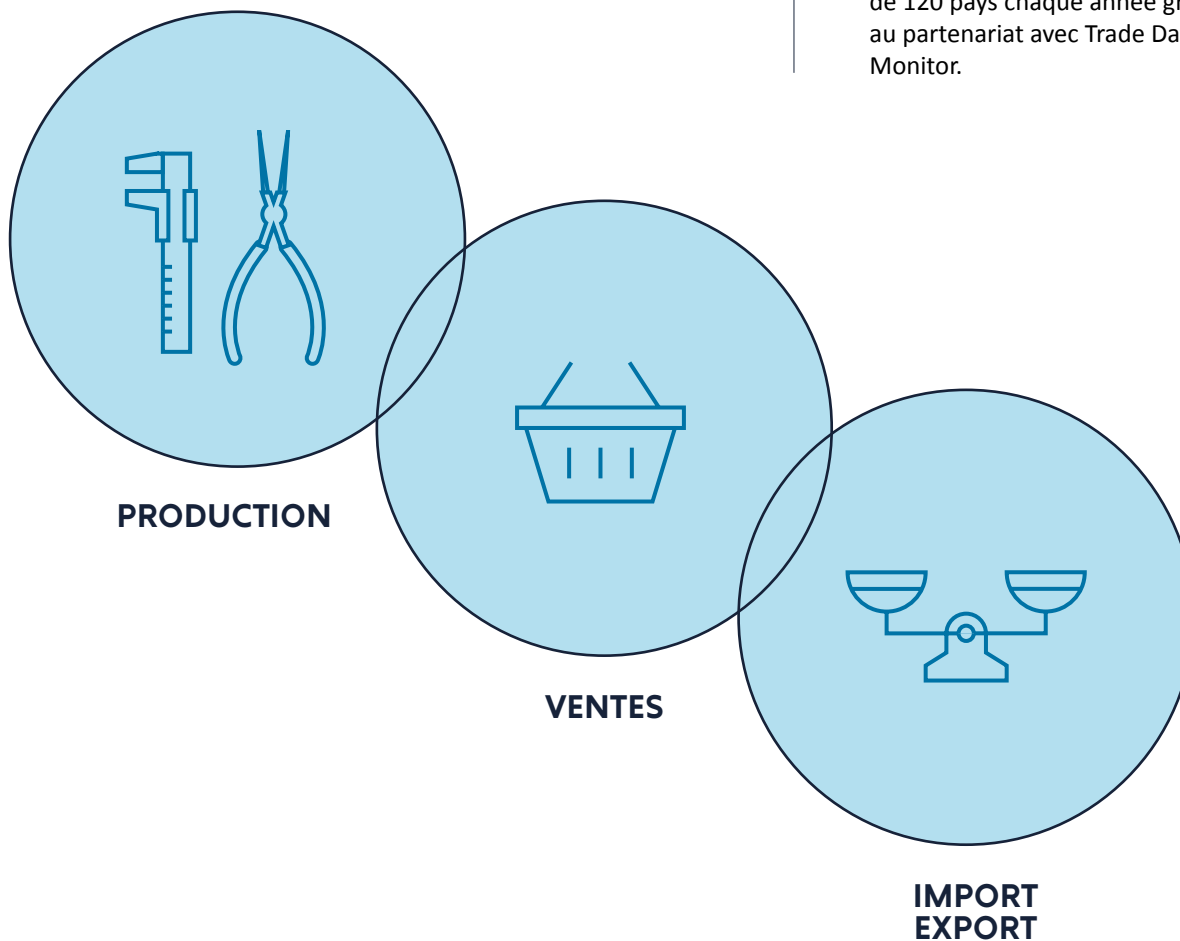 de 120 pays chaque année
au partenariat avec Trade
Monitor.
PRODUCTION
VENTES
IMPORT
EXPORT